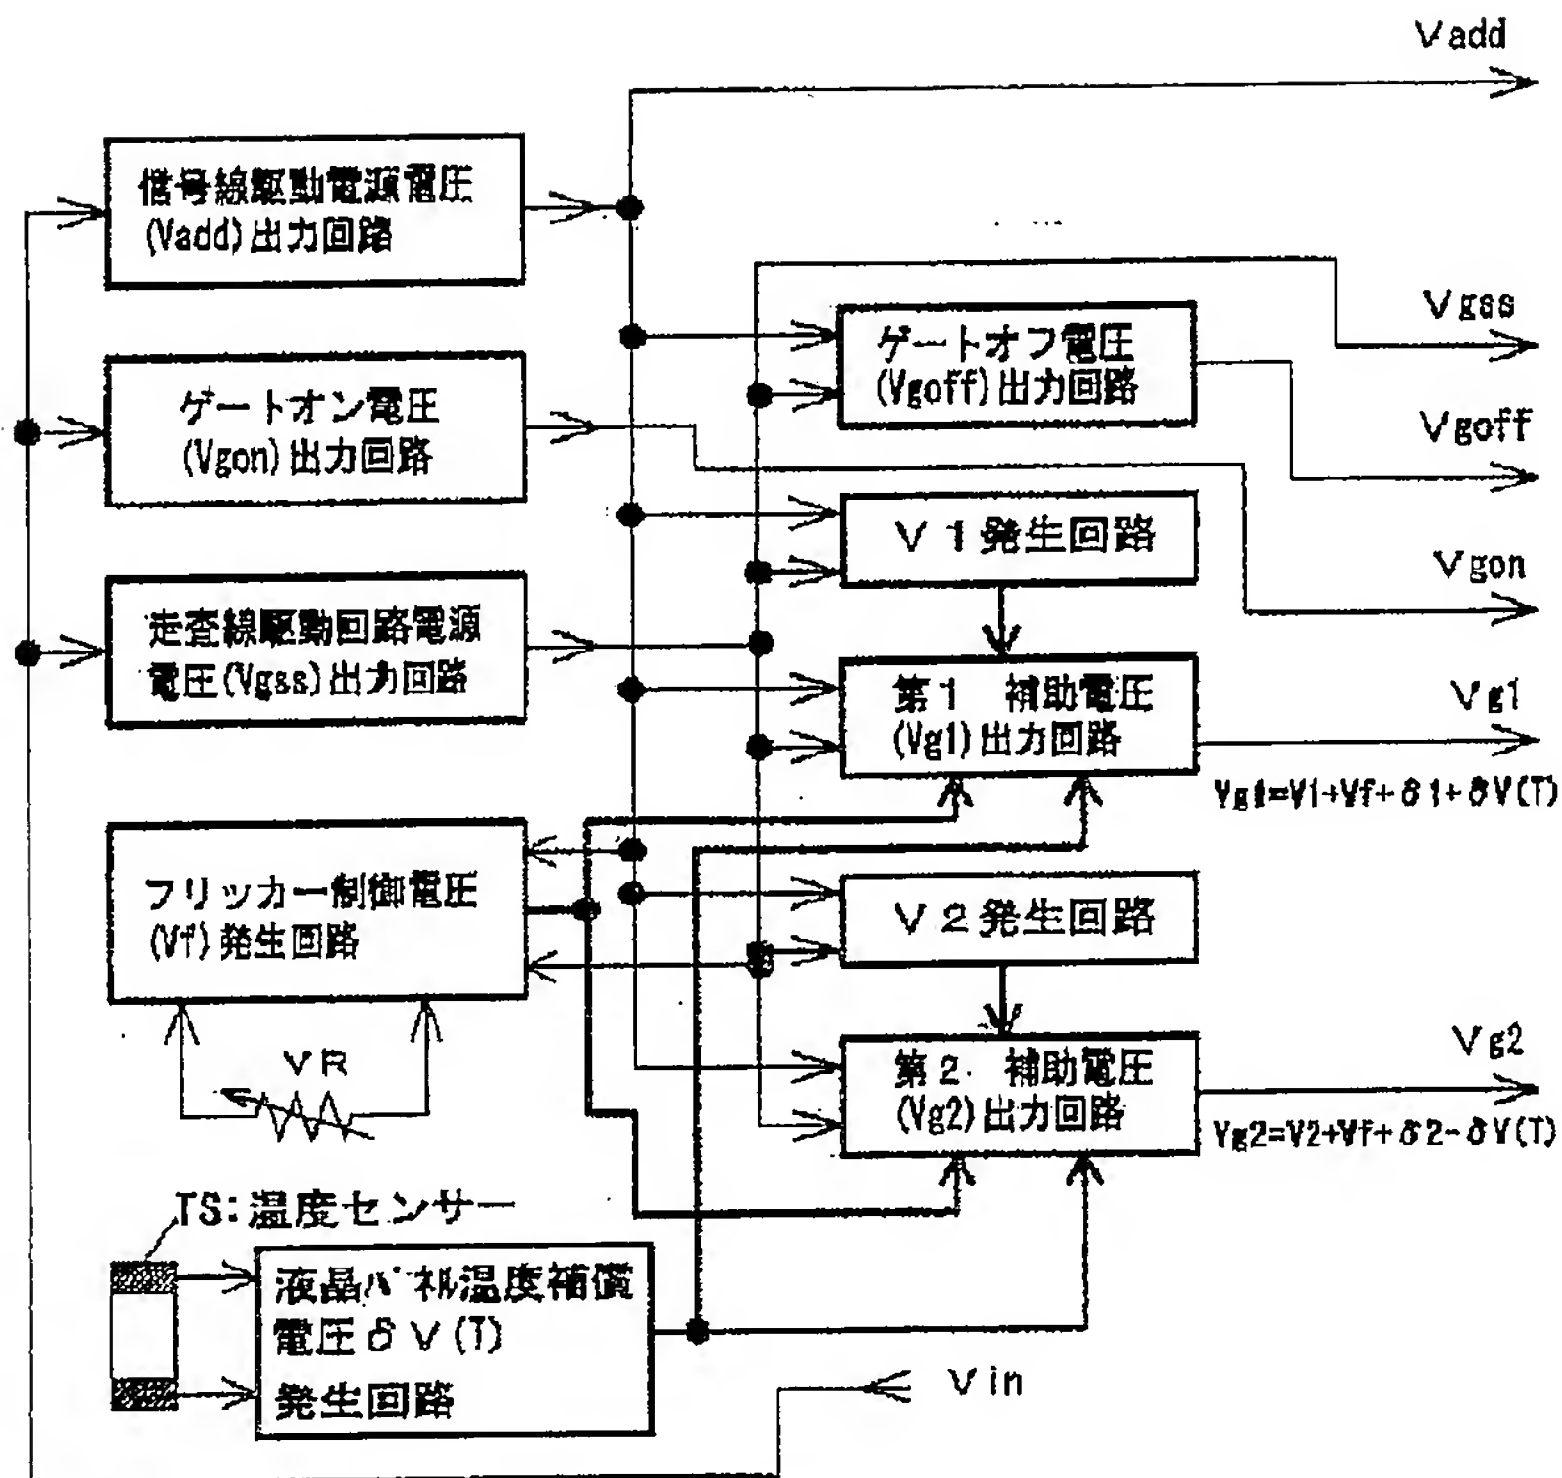 Vadd
信号線駆動電源電圧
(Vadd)出力回路
Vgss
ゲートオフ電圧
(Vgoff)出力回路
ゲートオン電圧
(Vgon)出力回路
Vgoff
V1発生回路
Vgon
走査線駆動回路電源
電圧(Vgss)出力回路
第1 補助電圧
(Vg1)出力回路
Vg1
Vg1=V1+Vf+δ1+δV(T)
フリッカー制御電圧
(Vf)発生回路
V2発生回路
VR
第2 補助電圧
(Vg2)出力回路
Vg2
Vg2=V2+Vf+δ2-δV(T)
TS:温度センサー
液晶パネル温度補償
電圧δV(T)
発生回路
Vin